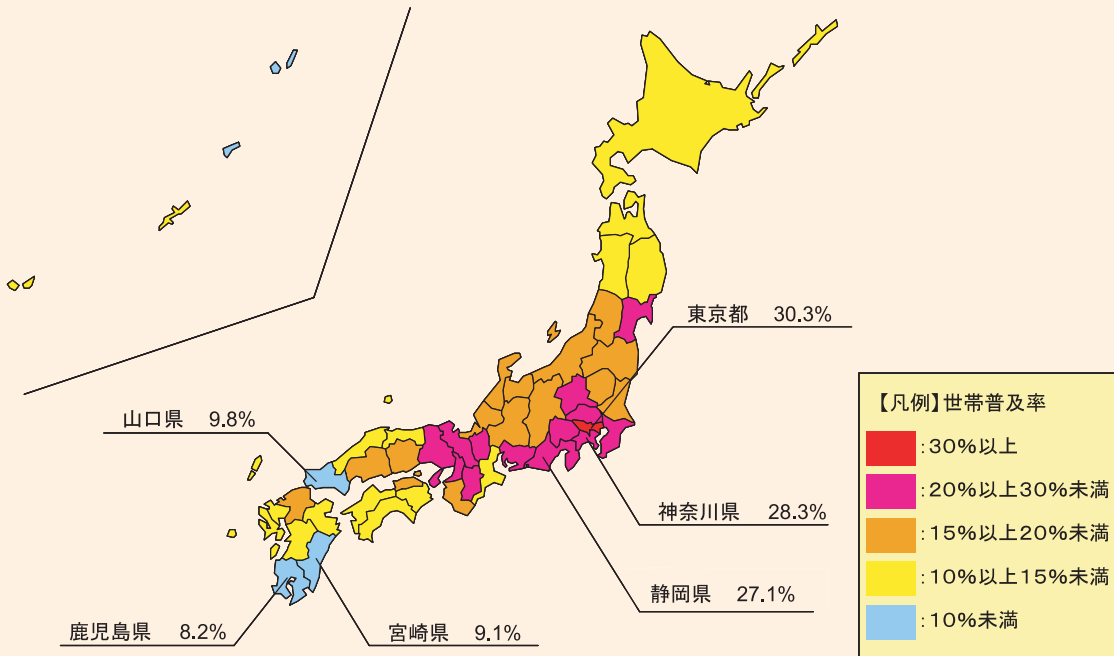 東京都 30.3%
山口県 9.8%
【凡例】世帯普及率
:30%以上
:20%以上30%未満
:15%以上20%未満
:10%以上15%未満
:10%未満
神奈川県 28.3%
静岡県 27.1%
鹿児島県 8.2%
宮崎県 9.1%